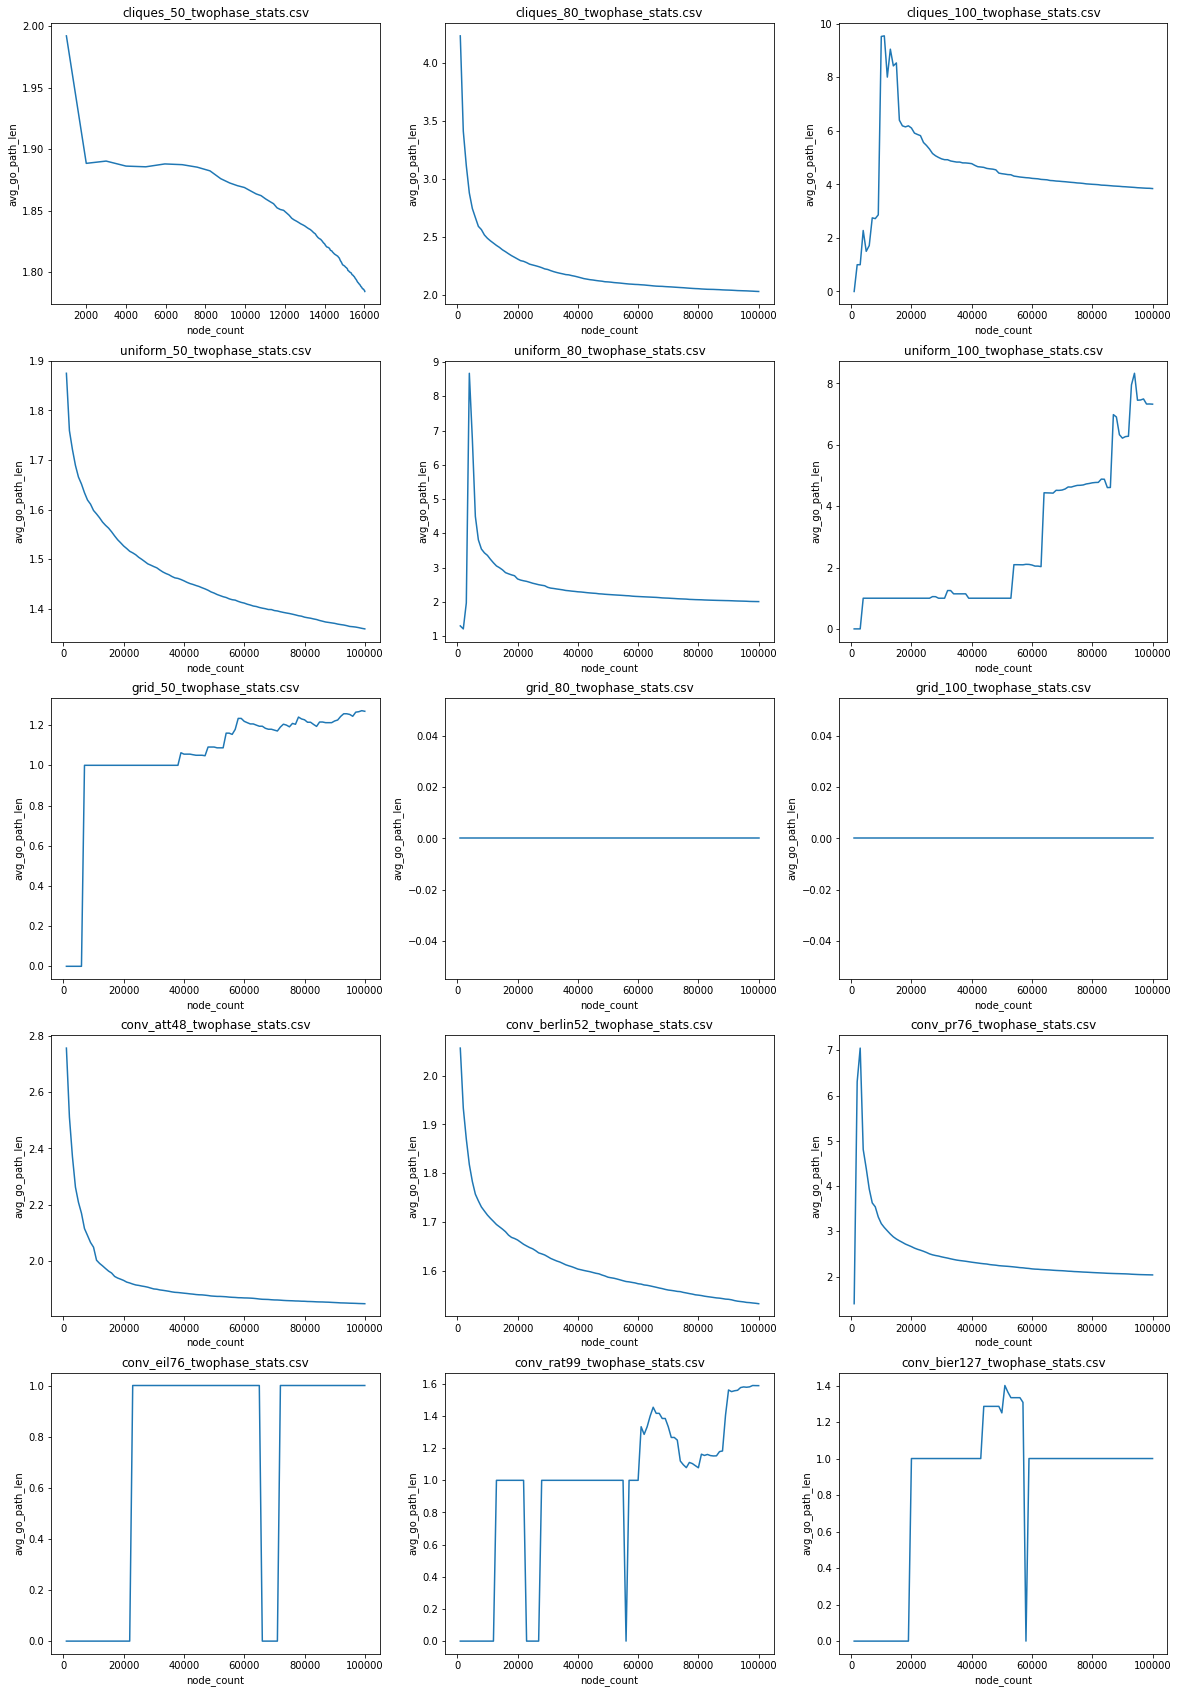 cliques_50_twophase_stats.csv
2.00
1.95
1.90
1.85
1.80
avg_go_path_len
2000 4000 6000 8000 10000 12000 14000 16000
node_count
cliques_80_twophase_stats.csv
4.0
3.5
3.0
2.5
2.0
avg_go_path_len
0 20000 40000 60000 80000 100000
node_count
cliques_100_twophase_stats.csv
10
8
6
4
2
0
avg_go_path_len
0 20000 40000 60000 80000 100000
node_count
uniform_50_twophase_stats.csv
1.9
1.8
1.7
1.6
1.5
1.4
avg_go_path_len
0 20000 40000 60000 80000 100000
node_count
uniform_80_twophase_stats.csv
9
8
7
6
5
4
3
2
1
avg_go_path_len
0 20000 40000 60000 80000 100000
node_count
uniform_100_twophase_stats.csv
8
6
4
2
0
avg_go_path_len
0 20000 40000 60000 80000 100000
node_count
grid_50_twophase_stats.csv
1.2
1.0
0.8
0.6
0.4
0.2
0.0
avg_go_path_len
0 20000 40000 60000 80000 100000
node_count
grid_80_twophase_stats.csv
0.04
0.02
0.00
−0.02
−0.04
avg_go_path_len
0 20000 40000 60000 80000 100000
node_count
grid_100_twophase_stats.csv
0.04
0.02
0.00
−0.02
−0.04
avg_go_path_len
0 20000 40000 60000 80000 100000
node_count
conv_att48_twophase_stats.csv
2.8
2.6
2.4
2.2
2.0
avg_go_path_len
0 20000 40000 60000 80000 100000
node_count
conv_berlin52_twophase_stats.csv
2.0
1.9
1.8
1.7
1.6
avg_go_path_len
0 20000 40000 60000 80000 100000
node_count
conv_pr76_twophase_stats.csv
7
6
5
4
3
2
avg_go_path_len
0 20000 40000 60000 80000 100000
node_count
conv_eil76_twophase_stats.csv
1.0
0.8
0.6
0.4
0.2
0.0
avg_go_path_len
0 20000 40000 60000 80000 100000
node_count
conv_rat99_twophase_stats.csv
1.6
1.4
1.2
1.0
0.8
0.6
0.4
0.2
0.0
avg_go_path_len
0 20000 40000 60000 80000 100000
node_count
conv_bier127_twophase_stats.csv
1.4
1.2
1.0
0.8
0.6
0.4
0.2
0.0
avg_go_path_len
0 20000 40000 60000 80000 100000
node_count